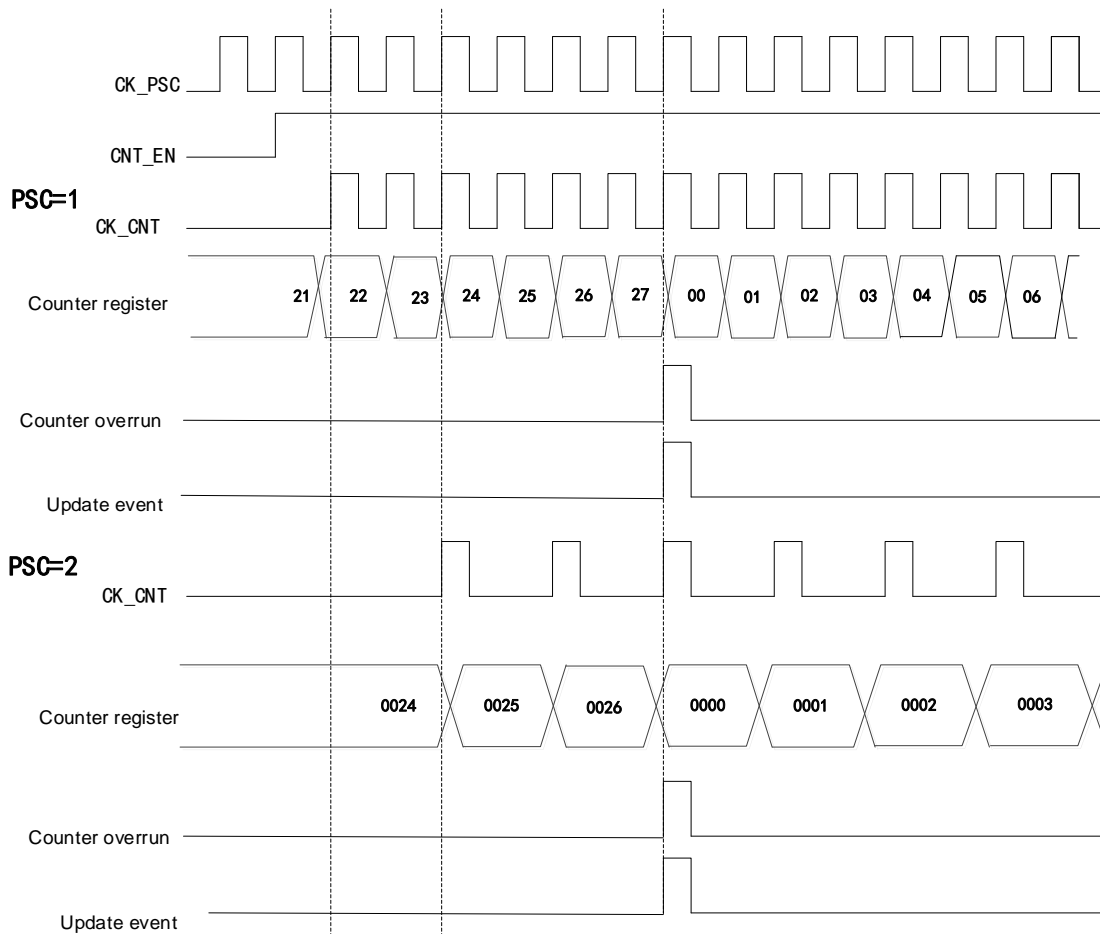 CK_PSC
CNT_EN
PSC=1
CK_CNT
Counter register 21 22 23 24 25 26 27 00 01 02 03 04 05 06
Counter overrun
Update event
PSC=2
CK_CNT
Counter register 0024 0025 0026 0000 0001 0002 0003
Counter overrun
Update event